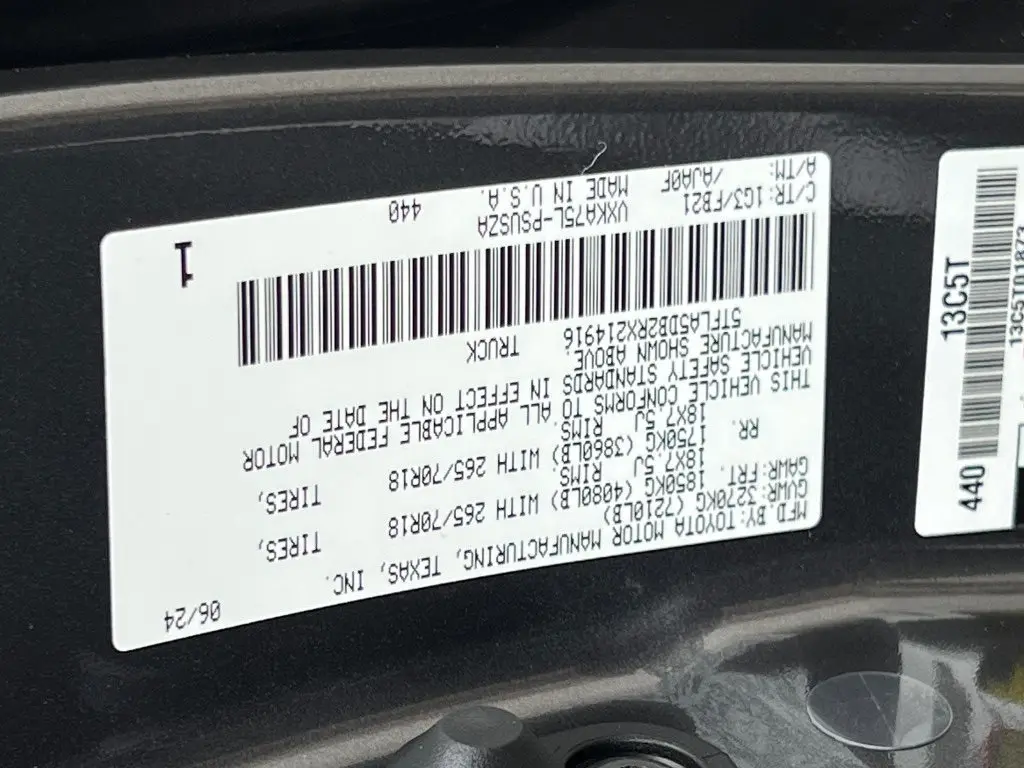 MFD.BY:TOYOTA MOTOR MANUFACTURING, TEXAS, INC. 06/24
GVWR:3270KG (7210LB)
GAWR:FRT. 1850KG (4080LB) WITH 265/70R18 TIRES,
18X7.5J RIMS.
RR. 1750KG (3860LB) WITH 265/70R18 TIRES,
18X7.5J RIMS.
THIS VEHICLE CONFORMS TO ALL APPLICABLE FEDERAL MOTOR
VEHICLE SAFETY STANDARDS IN EFFECT ON THE DATE OF
MANUFACTURE SHOWN ABOVE.
5TFLA5DB2RX214916 TRUCK
1
C/TR:1G3/FB21 VXKA75L-PSUSZA 440
A/TM: /AJA0F MADE IN U.S.A.
440 13C5T
13C5T01873